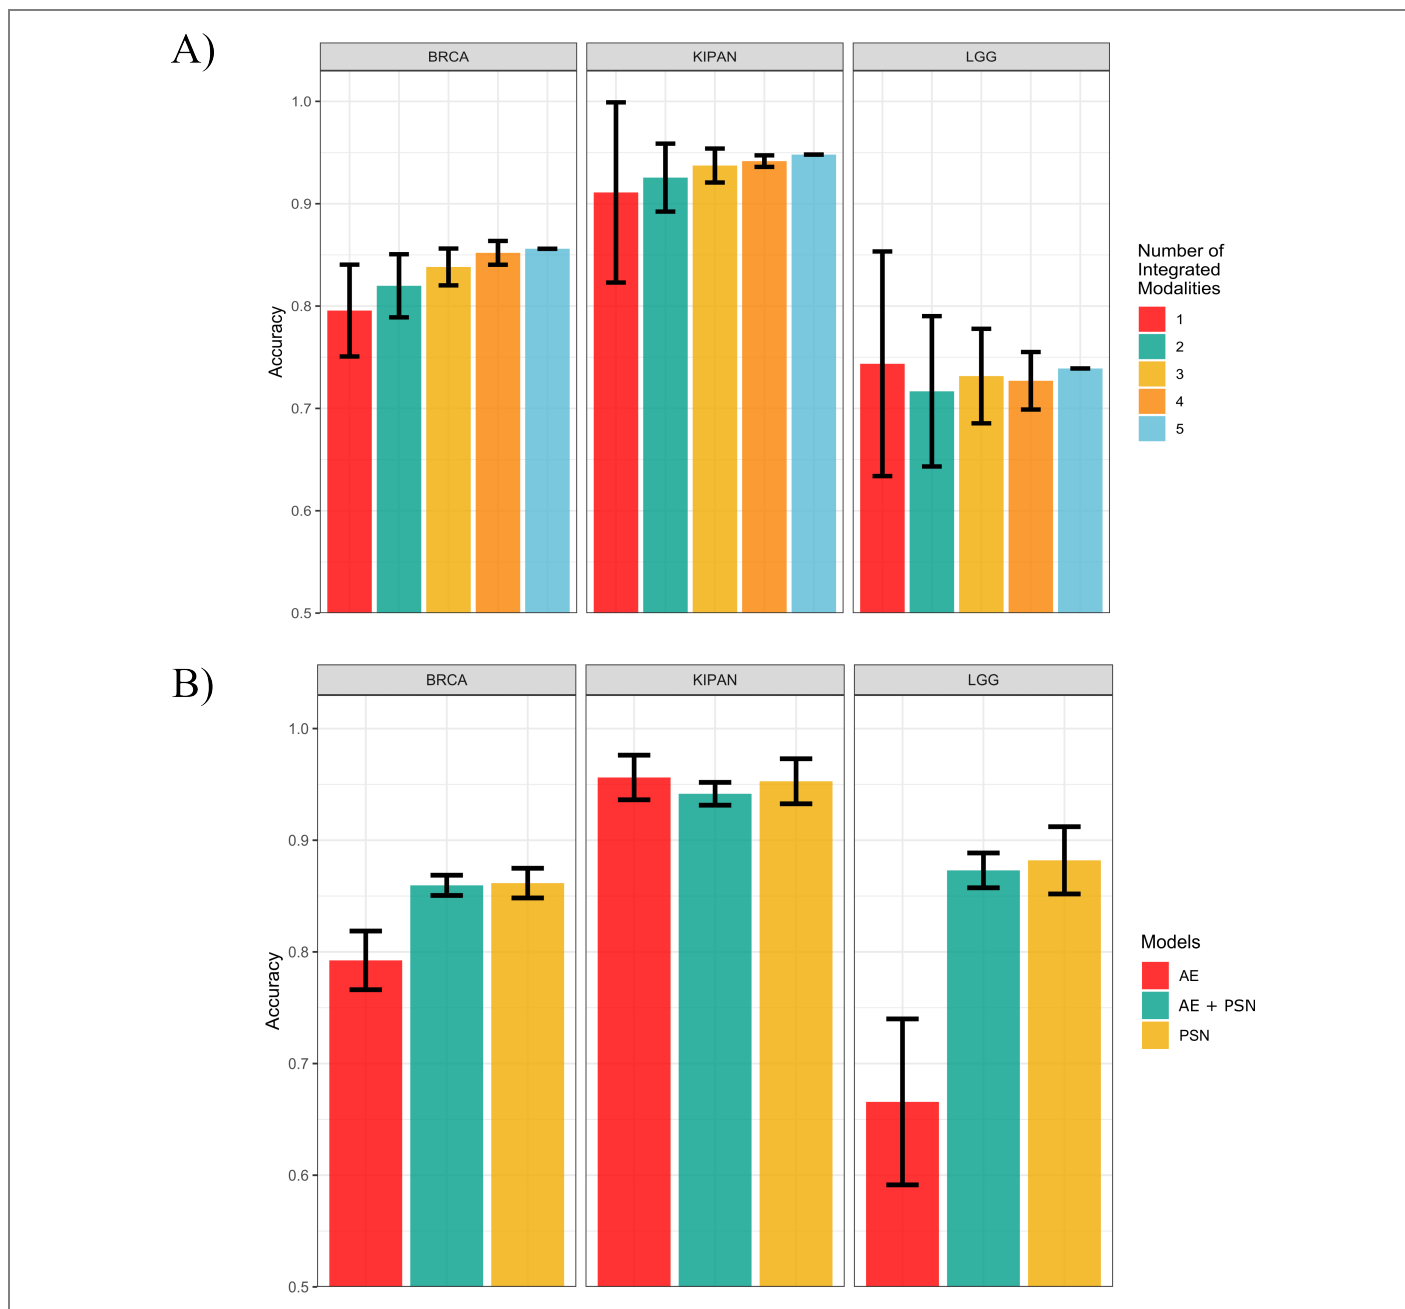 A)
BRCA KIPAN LGG
1.0
0.9
0.8
0.7
0.6
0.5
Accuracy
Number of
Integrated
Modalities
1
2
3
4
5
B)
BRCA KIPAN LGG
1.0
0.9
0.8
0.7
0.6
0.5
Accuracy
Models
AE
AE + PSN
PSN